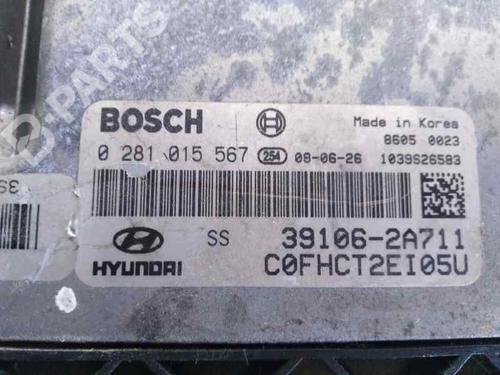 D-PARTS
BOSCH
Made in Korea
8605 0023
0 281 015 567 254 08-06-26 1039S26583
39
SS 39106-2A711
HYUNDAI C0FHCT2EI05U